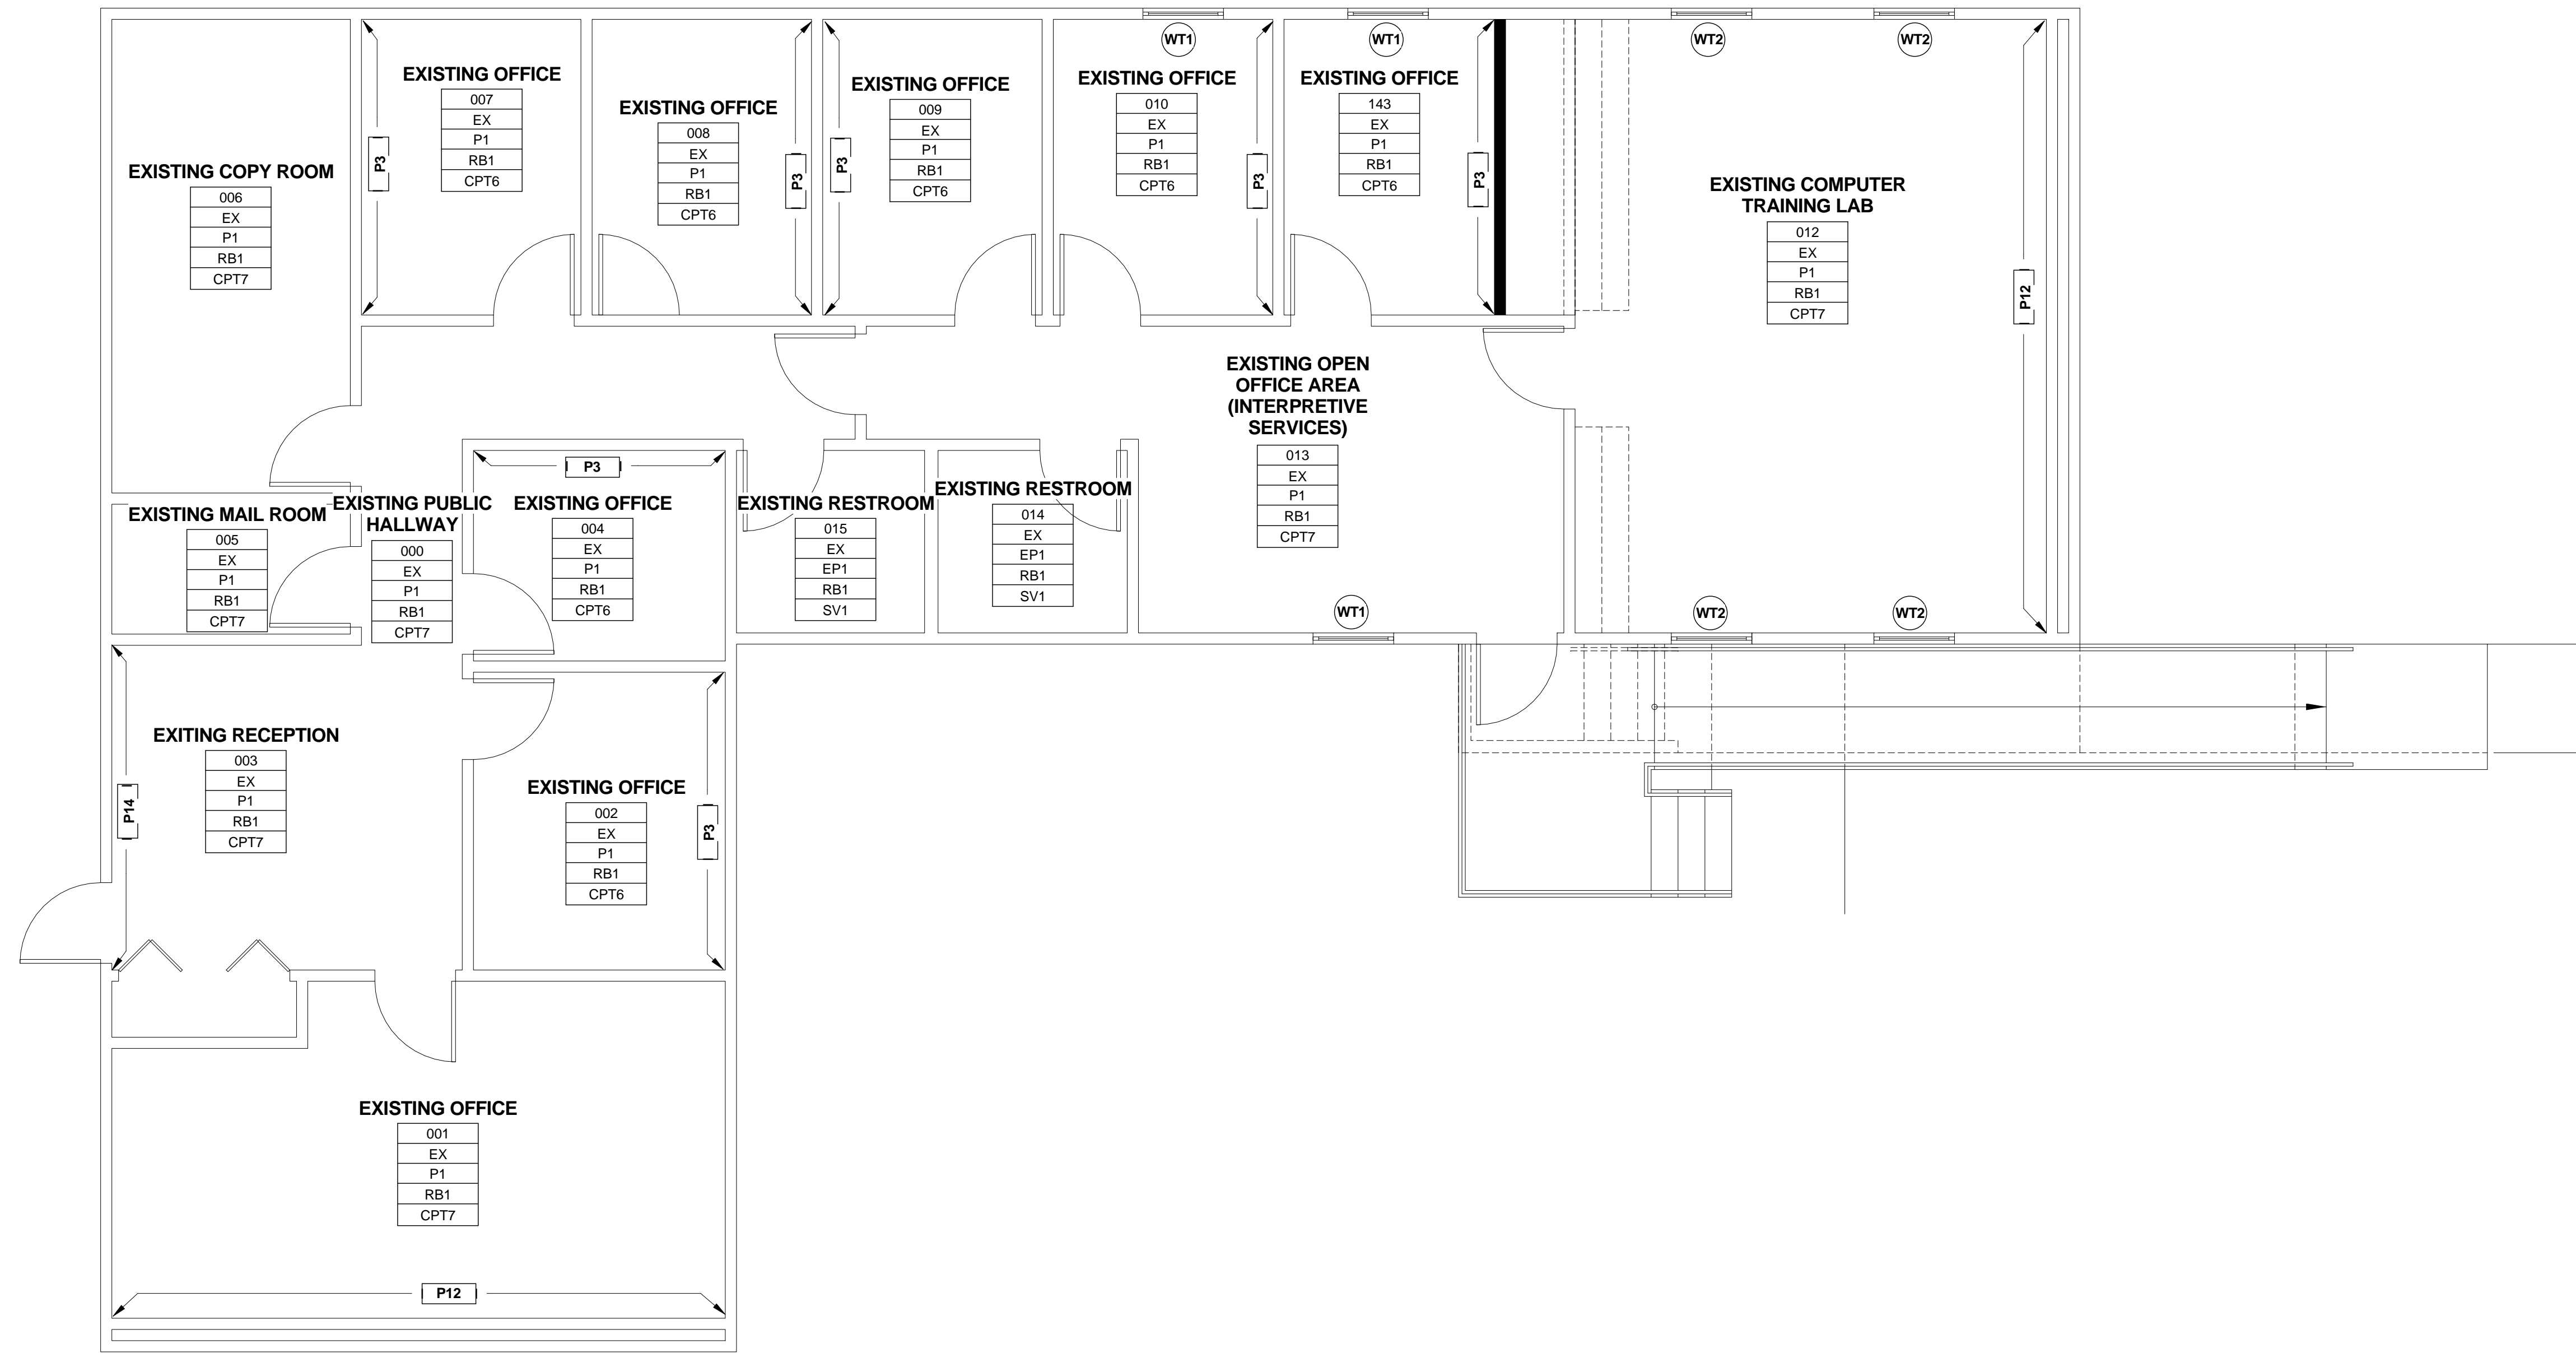 WT1
WT1
WT2
WT2
EXISTING OFFICE
007
EX
P1
RB1
CPT6
P3
EXISTING OFFICE
008
EX
P1
RB1
CPT6
P3
EXISTING OFFICE
009
EX
P1
RB1
CPT6
P3
EXISTING OFFICE
010
EX
P1
RB1
CPT6
P3
EXISTING OFFICE
143
EX
P1
RB1
CPT6
P3
EXISTING COPY ROOM
006
EX
P1
RB1
CPT7
EXISTING COMPUTER
TRAINING LAB
012
EX
P1
RB1
CPT7
P12
EXISTING OPEN
OFFICE AREA
(INTERPRETIVE
SERVICES)
013
EX
P1
RB1
CPT7
EXISTING MAIL ROOM
005
EX
P1
RB1
CPT7
EXISTING PUBLIC
HALLWAY
000
EX
P1
RB1
CPT7
P3
EXISTING OFFICE
004
EX
P1
RB1
CPT6
EXISTING RESTROOM
015
EX
EP1
RB1
SV1
EXISTING RESTROOM
014
EX
EP1
RB1
SV1
WT1
WT2
WT2
EXITING RECEPTION
003
EX
P1
RB1
CPT7
P14
EXISTING OFFICE
002
EX
P1
RB1
CPT6
P3
EXISTING OFFICE
001
EX
P1
RB1
CPT7
P12